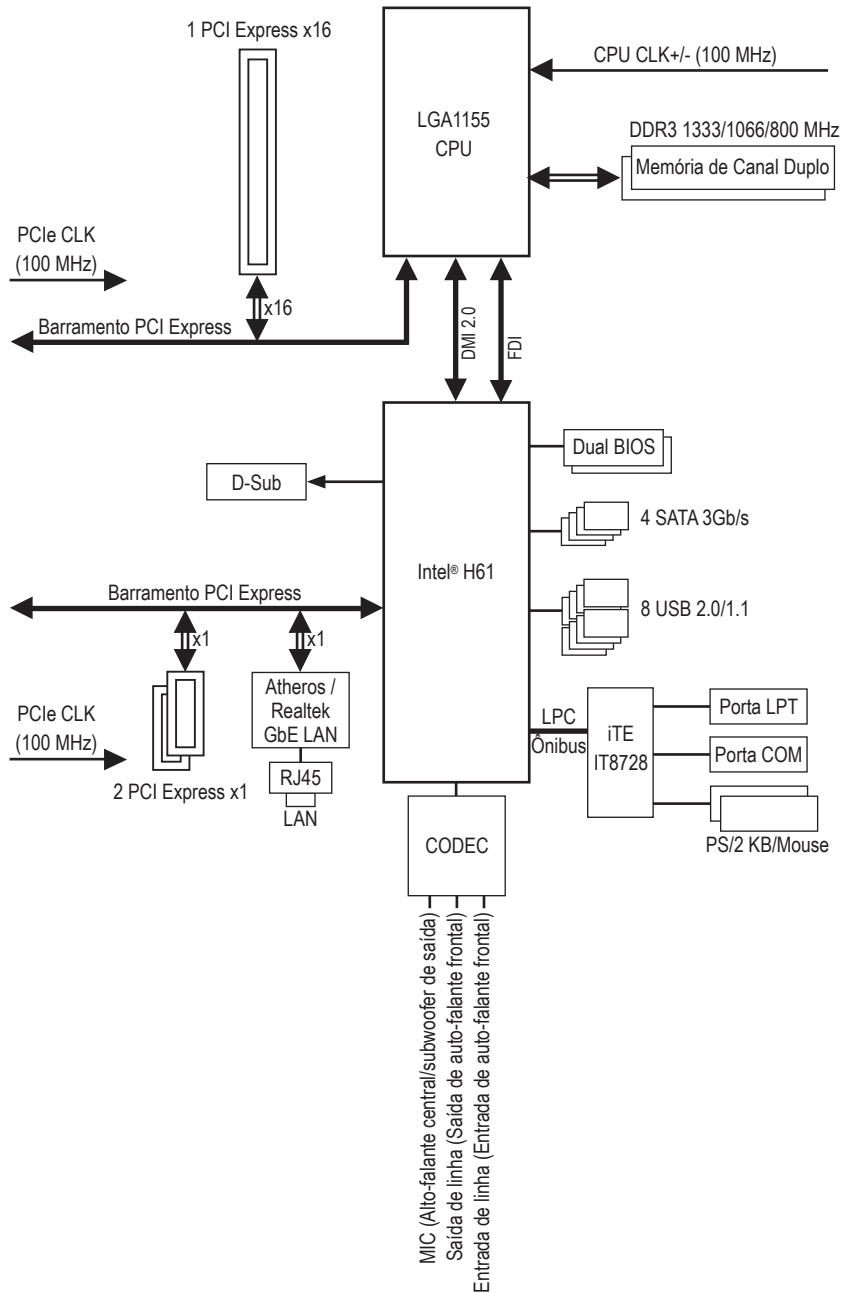 1 PCI Express x16
CPU CLK+/- (100 MHz)
LGA1155
CPU
DDR3 1333/1066/800 MHz
Memória de Canal Duplo
PCIe CLK
(100 MHz)
x16
Barramento PCI Express
DMI 2.0
FDI
Dual BIOS
D-Sub
4 SATA 3Gb/s
Intel® H61
Barramento PCI Express
8 USB 2.0/1.1
x1
x1
Atheros /
Realtek
GbE LAN
PCIe CLK
(100 MHz)
LPC
Ônibus
iTE
IT8728
Porta LPT
Porta COM
RJ45
2 PCI Express x1
LAN
PS/2 KB/Mouse
CODEC
MIC (Alto-falante central/subwoofer de saída)
Saída de linha (Saída de auto-falante frontal)
Entrada de linha (Entrada de auto-falante frontal)